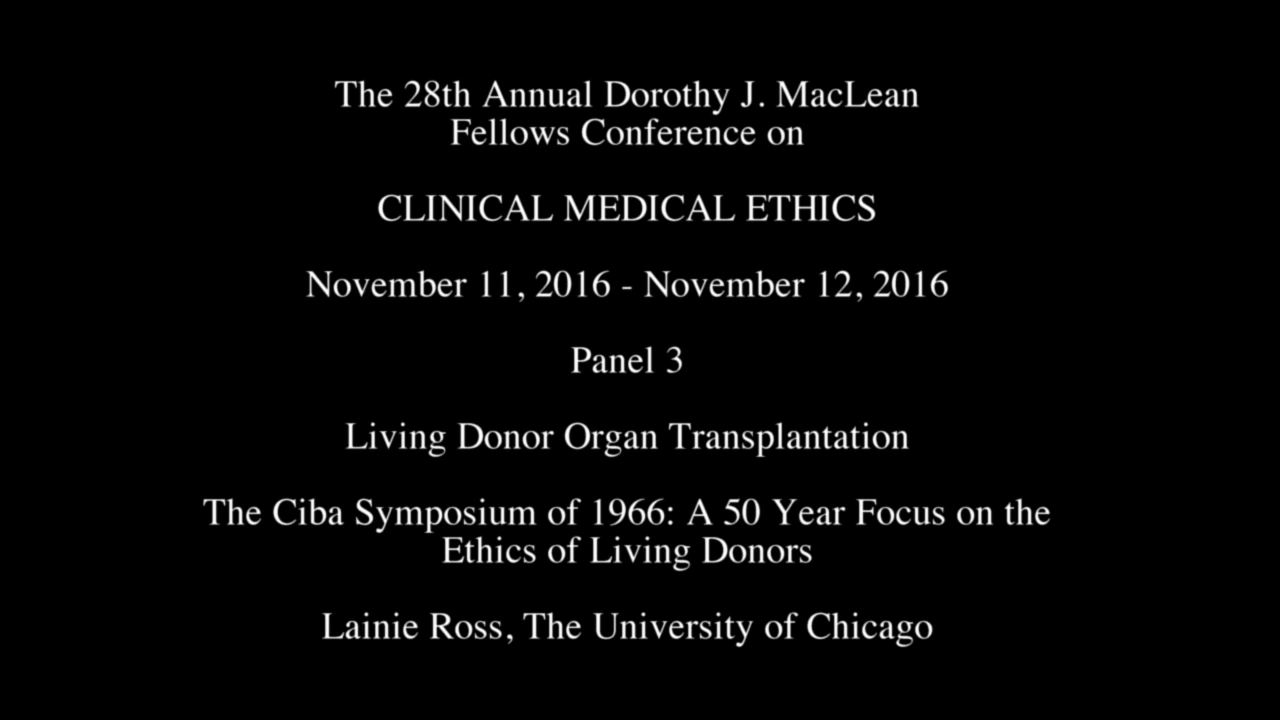 The 28th Annual Dorothy J. MacLean
Fellows Conference on
CLINICAL MEDICAL ETHICS
November 11, 2016 - November 12, 2016
Panel 3
Living Donor Organ Transplantation
The Ciba Symposium of 1966: A 50 Year Focus on the
Ethics of Living Donors
Lainie Ross, The University of Chicago